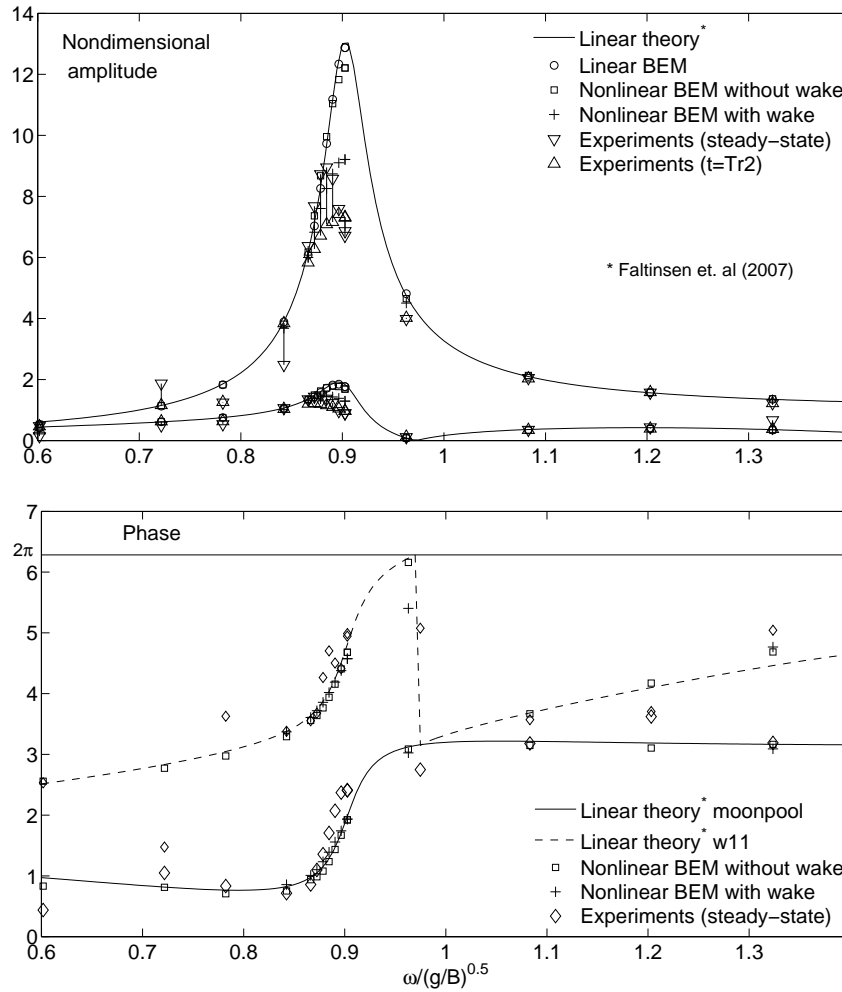 Nondimensional
amplitude
14
12
10
8
6
4
2
0
0.6
0.7
0.8
0.9
1
1.1
1.2
1.3
Linear theory*
Linear BEM
Nonlinear BEM without wake
Nonlinear BEM with wake
Experiments (steady−state)
Experiments (t=Tr2)
* Faltinsen et. al (2007)
Phase
7
2π
6
5
4
3
2
1
0
0.6
0.7
0.8
0.9
1
1.1
1.2
1.3
Linear theory* moonpool
Linear theory* w11
Nonlinear BEM without wake
Nonlinear BEM with wake
Experiments (steady−state)
ω/(g/B)^0.5